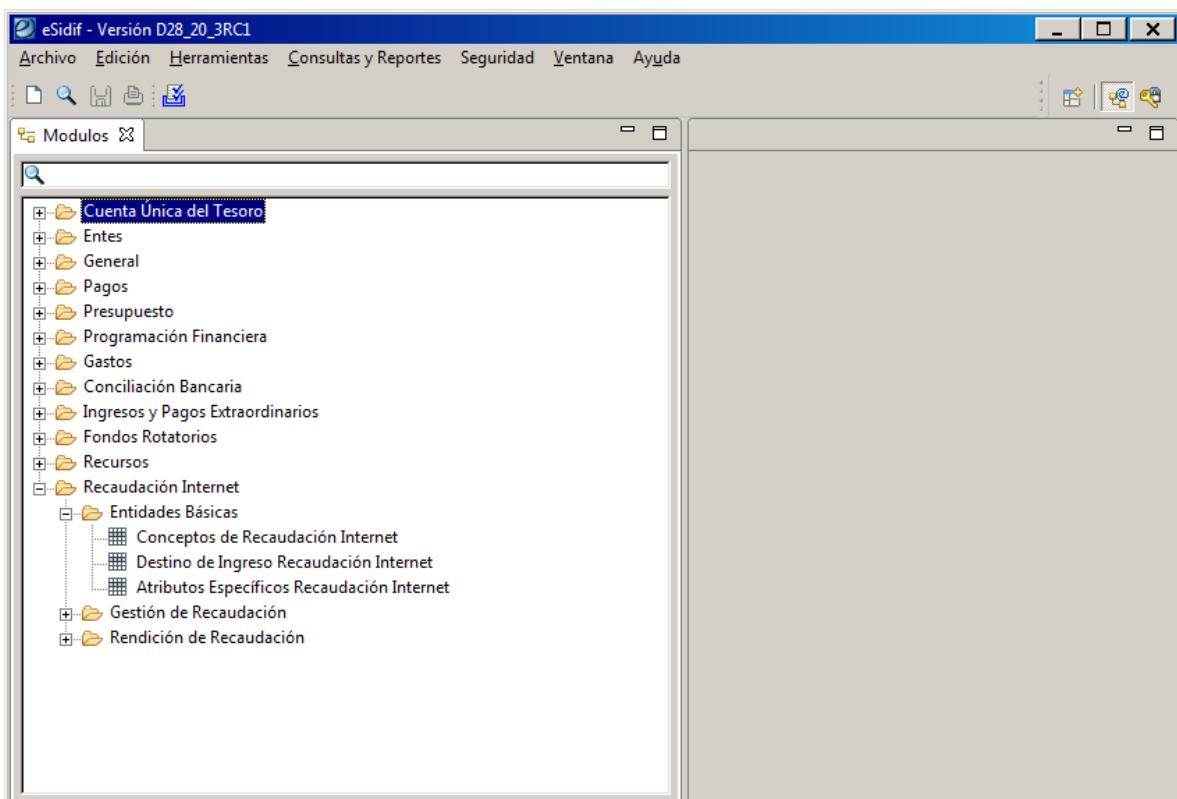 eSidif - Versión D28_20_3RC1
Archivo Edición Herramientas Consultas y Reportes Seguridad Ventana Ayuda
Modulos
Cuenta Única del Tesoro
Entes
General
Pagos
Presupuesto
Programación Financiera
Gastos
Conciliación Bancaria
Ingresos y Pagos Extraordinarios
Fondos Rotatorios
Recursos
Recaudación Internet
Entidades Básicas
Conceptos de Recaudación Internet
Destino de Ingreso Recaudación Internet
Atributos Específicos Recaudación Internet
Gestión de Recaudación
Rendición de Recaudación